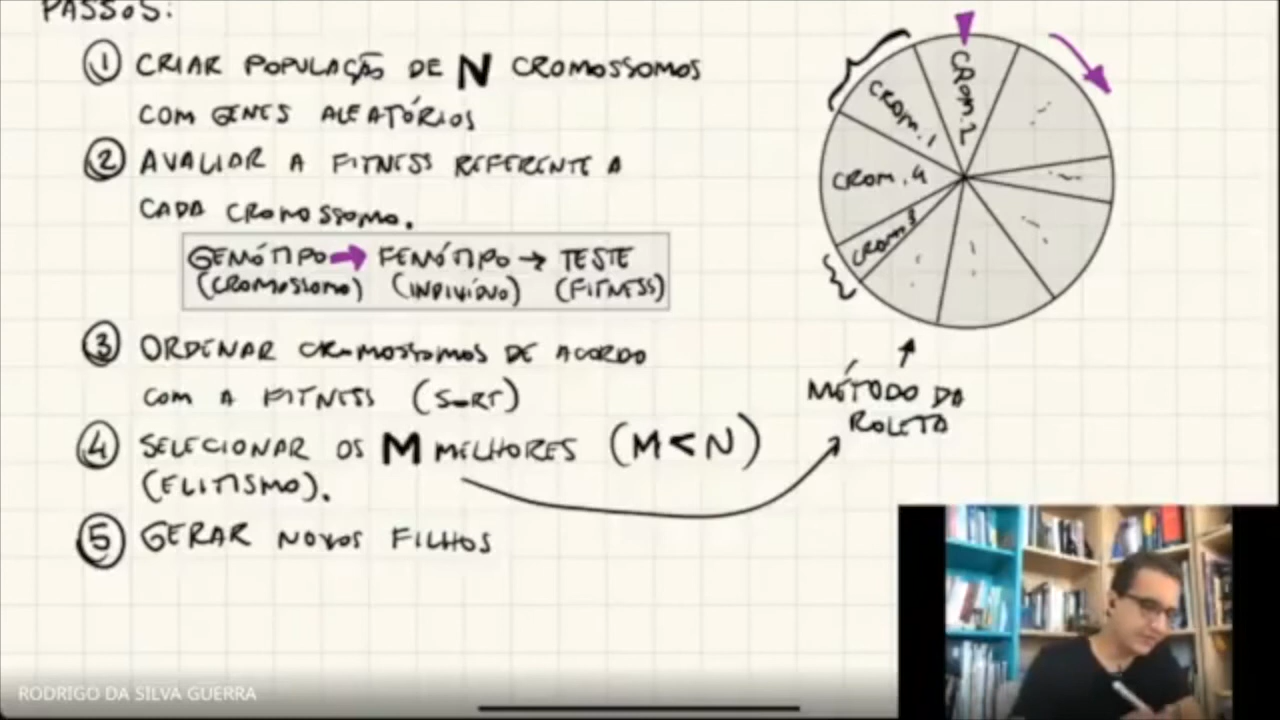 PASSOS:
① CRIAR POPULAÇÃO DE N CROMOSSOMOS
COM GENES ALEATÓRIOS
② AVALIAR A FITNESS REFERENTE A
CADA CROMOSSOMO.
GENÓTIPO → FENÓTIPO → TESTE
(CROMOSSOMO) (INDIVÍDUO) (FITNESS)
③ ORDENAR CROMOSSOMOS DE ACORDO
COM A FITNESS (SORT)
④ SELECIONAR OS M MELHORES (M<N)
(ELITISMO).
⑤ GERAR NOVOS FILHOS
CROM.1
CROM.2
CROM.4
MÉTODO DA
ROLETA
RODRIGO DA SILVA GUERRA